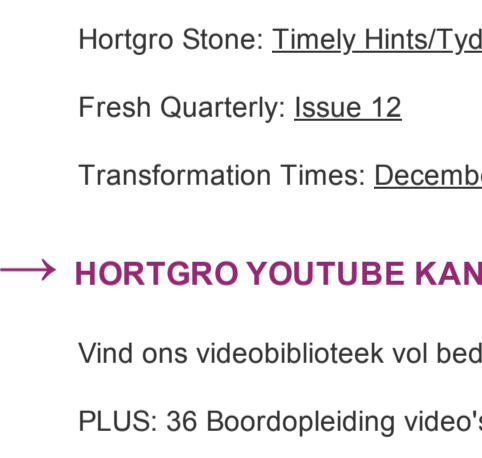 Hortgro Stone: Timely Hints/Tyd
Fresh Quarterly: Issue 12
Transformation Times: Decembe
→ HORTGRO YOUTUBE KAN
Vind ons videobiblioteek vol bed
PLUS: 36 Boordopleiding video's